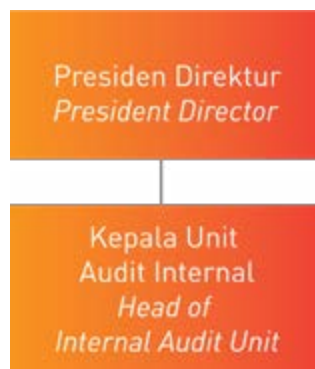 Presiden Direktur
President Director
Kepala Unit
Audit Internal
Head of
Internal Audit Unit